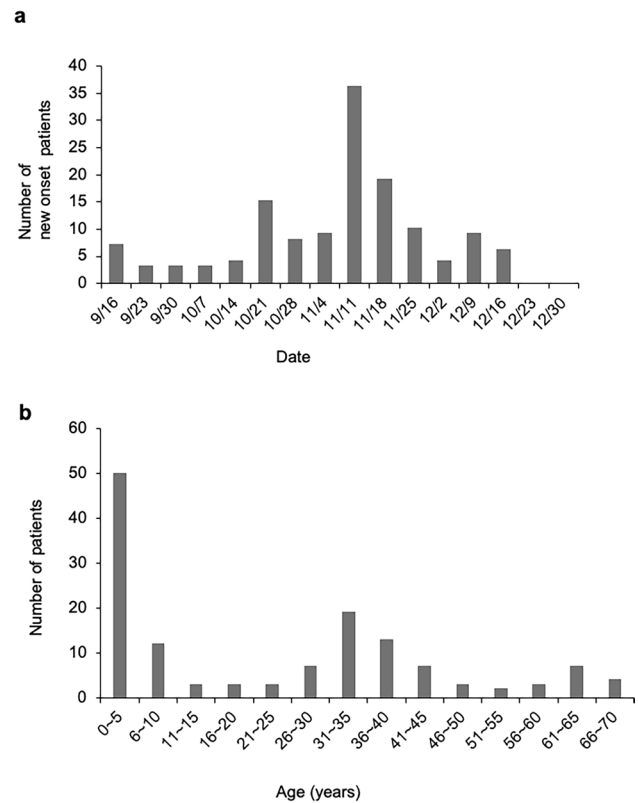 a
40
35
30
25
20
15
10
5
0
Number of
new onset patients
9/16 9/23 9/30 10/7 10/14 10/21 10/28 11/4 11/11 11/18 11/25 12/2 12/9 12/16 12/23 12/30
Date
b
60
50
40
30
20
10
0
Number of patients
0~5 6~10 11~15 16~20 21~25 26~30 31~35 36~40 41~45 46~50 51~55 56~60 61~65 66~70
Age (years)